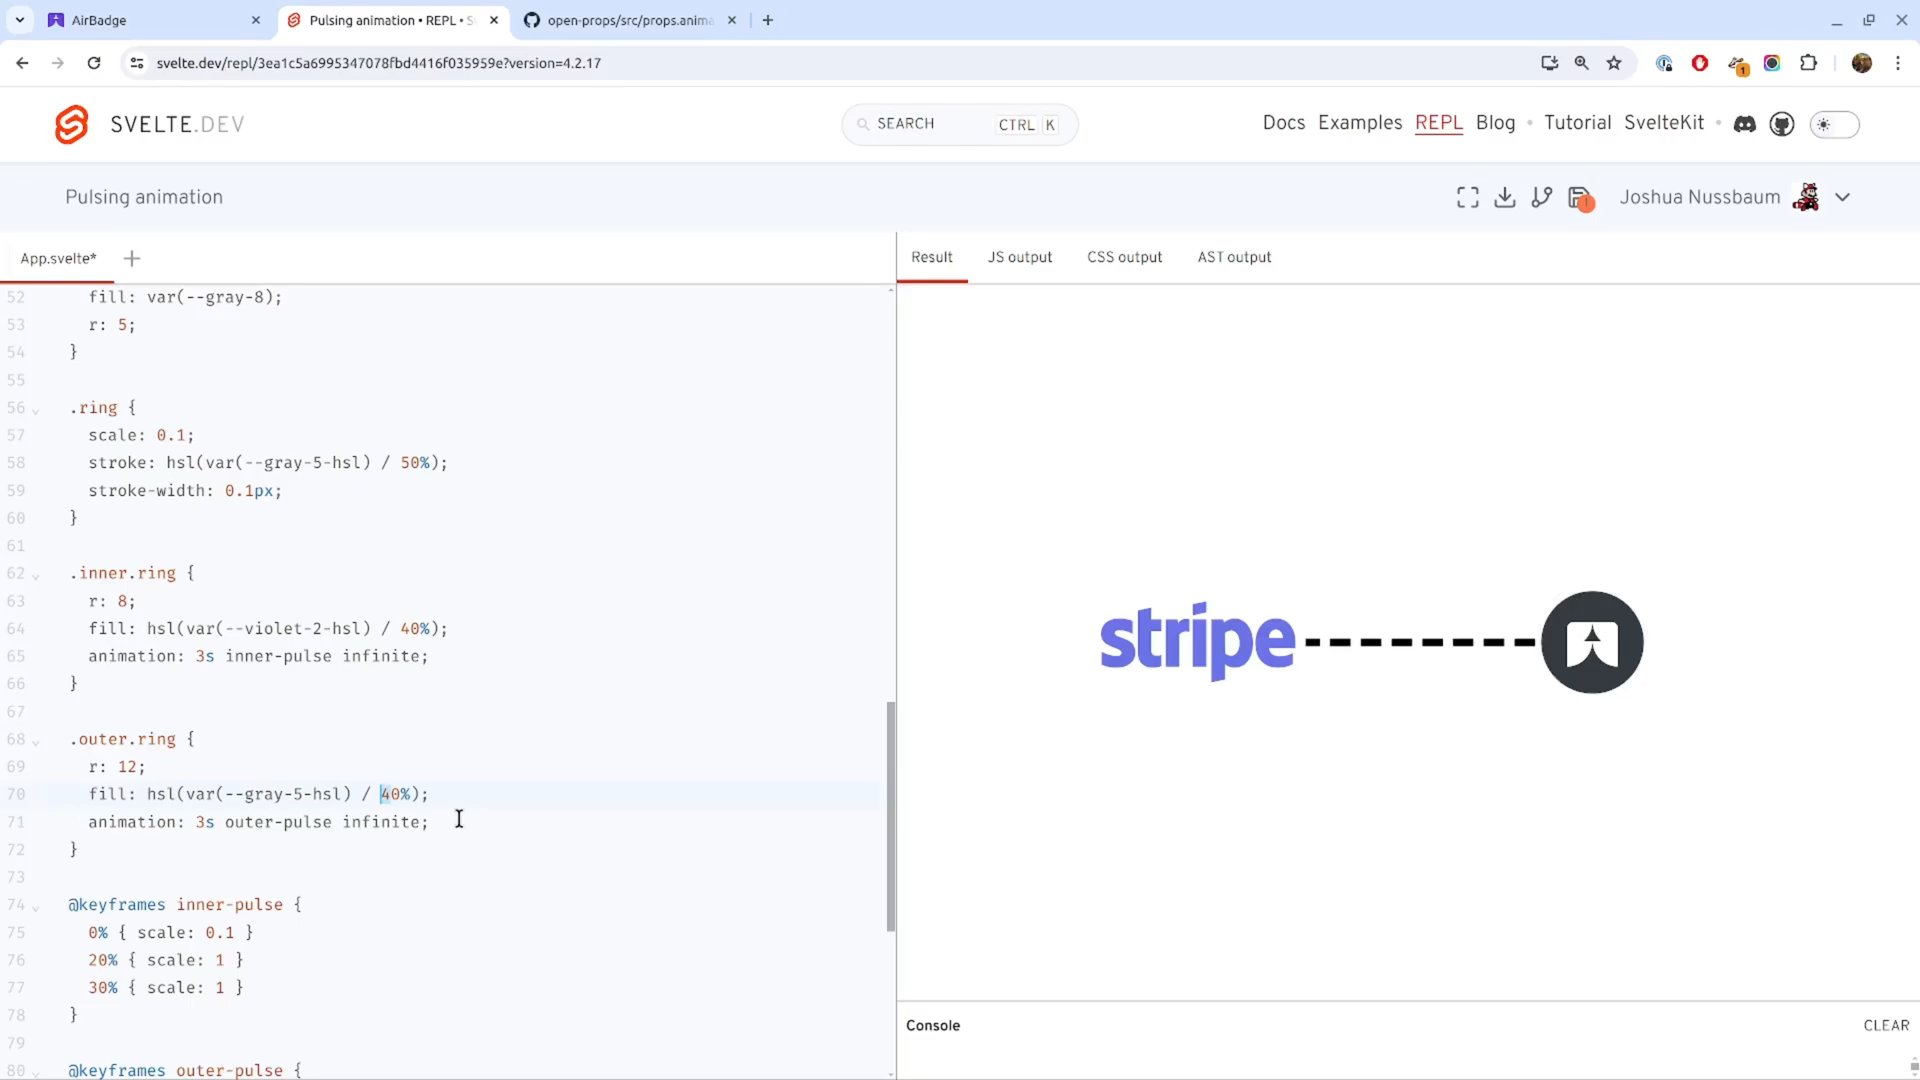 AirBadge
Pulsing animation • REPL • S
open-props/src/props.anima
svelte.dev/repl/3ea1c5a6995347078fbd4416f035959e?version=4.2.17
1
SVELTE.DEV
SEARCH CTRL K
Docs Examples REPL Blog • Tutorial SvelteKit •
Pulsing animation
Joshua Nussbaum
App.svelte*
Result JS output CSS output AST output
52 fill: var(--gray-8);
53 r: 5;
54 }
55
56 .ring {
57 scale: 0.1;
58 stroke: hsl(var(--gray-5-hsl) / 50%);
59 stroke-width: 0.1px;
60 }
61
62 .inner.ring {
63 r: 8;
64 fill: hsl(var(--violet-2-hsl) / 40%);
65 animation: 3s inner-pulse infinite;
66 }
67
68 .outer.ring {
69 r: 12;
70 fill: hsl(var(--gray-5-hsl) / 40%);
71 animation: 3s outer-pulse infinite;
72 }
73
74 @keyframes inner-pulse {
75 0% { scale: 0.1 }
76 20% { scale: 1 }
77 30% { scale: 1 }
78 }
79
80 @keyframes outer-pulse {
stripe
Console
CLEAR